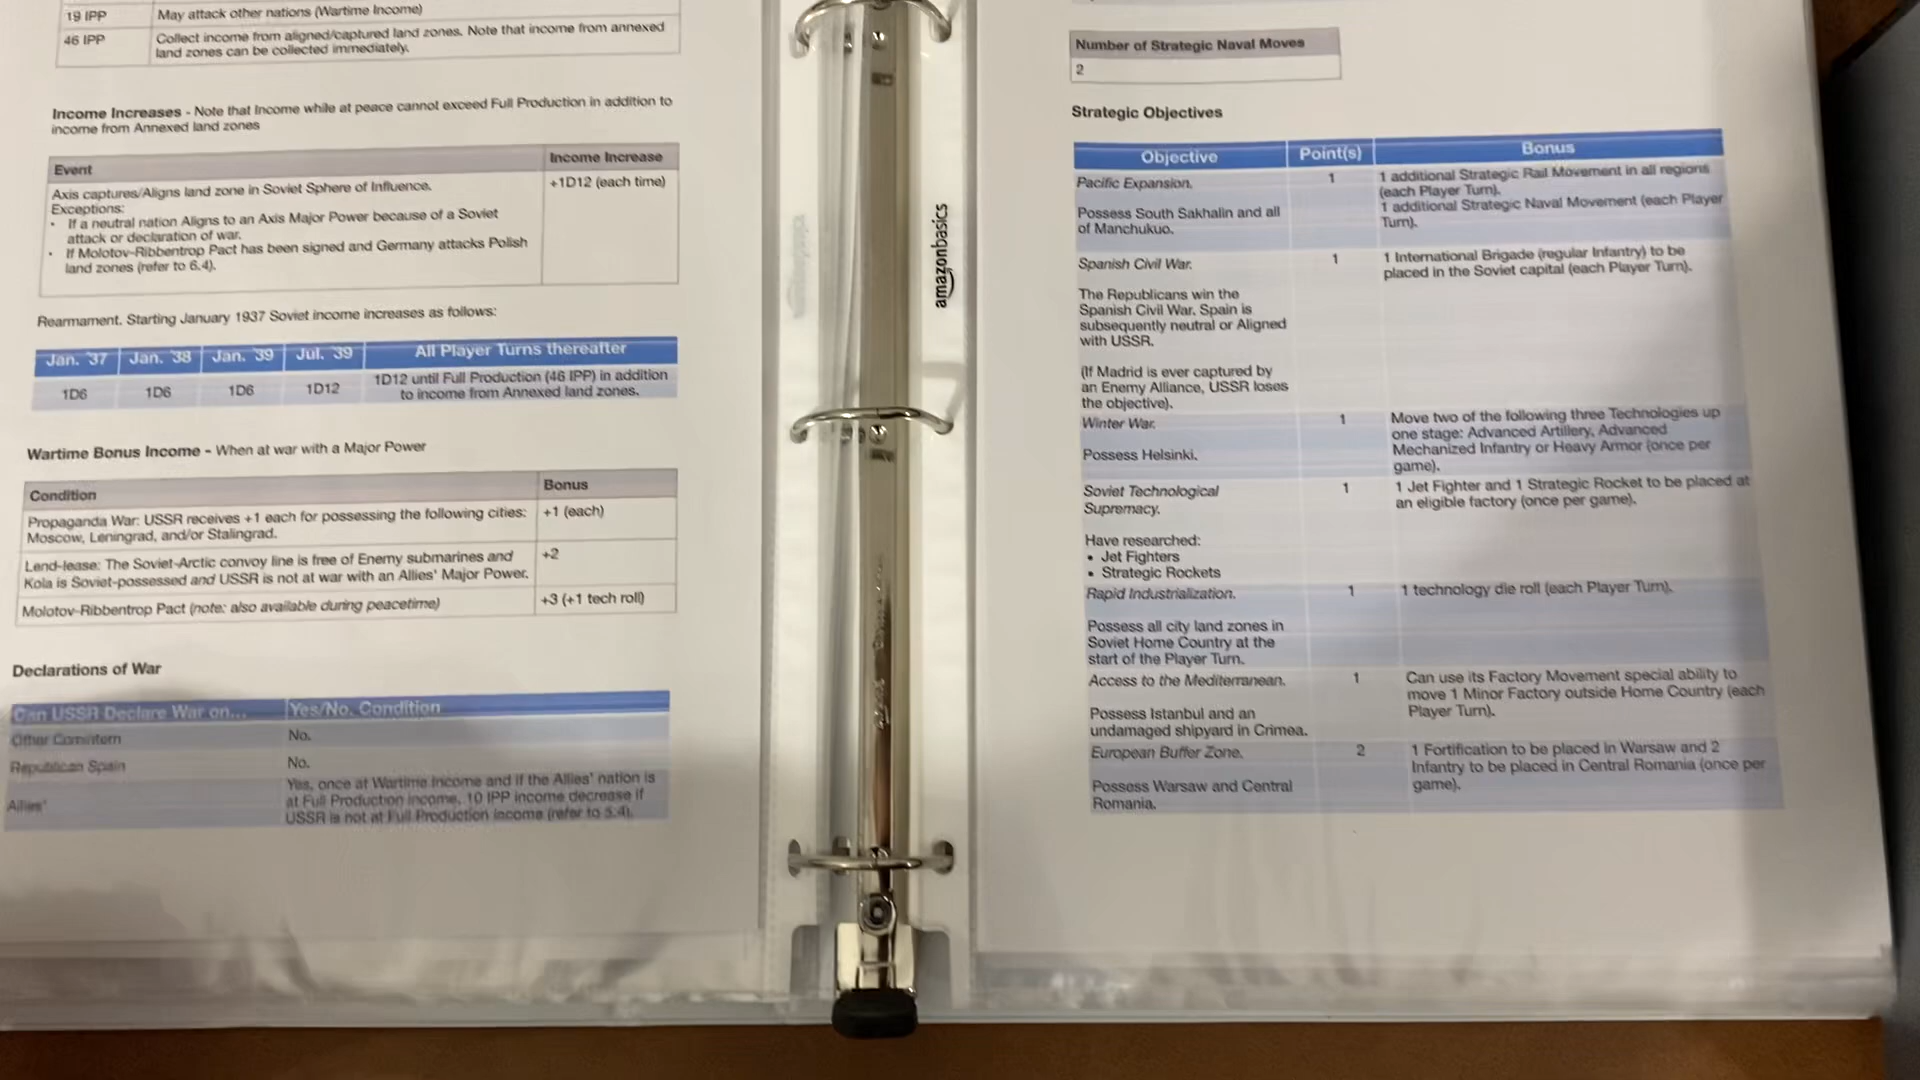 19 IPP May attack other nations (Wartime Income)
46 IPP Collect income from aligned/captured land zones. Note that income from annexed
land zones can be collected immediately.
Income Increases - Note that Income while at peace cannot exceed Full Production in addition to
income from Annexed land zones
Event Income Increase
Axis captures/Aligns land zone in Soviet Sphere of Influence. +1D12 (each time)
Exceptions:
• If a neutral nation Aligns to an Axis Major Power because of a Soviet
attack or declaration of war.
• If Molotov-Ribbentrop Pact has been signed and Germany attacks Polish
land zones (refer to 6.4).
Rearmament. Starting January 1937 Soviet income increases as follows:
Jan. '37 Jan. '38 Jan. '39 Jul. '39 All Player Turns thereafter
1D6 1D6 1D6 1D12 1D12 until Full Production (46 IPP) in addition
to income from Annexed land zones.
Wartime Bonus Income - When at war with a Major Power
Condition Bonus
Propaganda War: USSR receives +1 each for possessing the following cities: +1 (each)
Moscow, Leningrad, and/or Stalingrad.
Lend-lease: The Soviet-Arctic convoy line is free of Enemy submarines and +2
Kola is Soviet-possessed and USSR is not at war with an Allies' Major Power.
Molotov-Ribbentrop Pact (note: also available during peacetime) +3 (+1 tech roll)
Declarations of War
Can USSR Declare War on... Yes/No. Condition
Other Comintern No.
Republican Spain No.
Allies' Yes, once at Wartime Income and if the Allies' nation is
at Full Production income. 10 IPP income decrease if
USSR is not at Full Production income (refer to 5.4).
amazonbasics
Number of Strategic Naval Moves
2
Strategic Objectives
Objective Point(s) Bonus
Pacific Expansion. 1 1 additional Strategic Rail Movement in all regions
(each Player Turn).
Possess South Sakhalin and all 1 additional Strategic Naval Movement (each Player
of Manchukuo. Turn).
Spanish Civil War. 1 1 International Brigade (regular Infantry) to be
placed in the Soviet capital (each Player Turn).
The Republicans win the
Spanish Civil War. Spain is
subsequently neutral or Aligned
with USSR.
(If Madrid is ever captured by
an Enemy Alliance, USSR loses
the objective).
Winter War. 1 Move two of the following three Technologies up
one stage: Advanced Artillery, Advanced
Possess Helsinki. Mechanized Infantry or Heavy Armor (once per
game).
Soviet Technological 1 1 Jet Fighter and 1 Strategic Rocket to be placed at
Supremacy. an eligible factory (once per game).
Have researched:
• Jet Fighters
• Strategic Rockets
Rapid Industrialization. 1 1 technology die roll (each Player Turn).
Possess all city land zones in
Soviet Home Country at the
start of the Player Turn.
Access to the Mediterranean. 1 Can use its Factory Movement special ability to
move 1 Minor Factory outside Home Country (each
Possess Istanbul and an Player Turn).
undamaged shipyard in Crimea.
European Buffer Zone. 2 1 Fortification to be placed in Warsaw and 2
Infantry to be placed in Central Romania (once per
Possess Warsaw and Central game).
Romania.